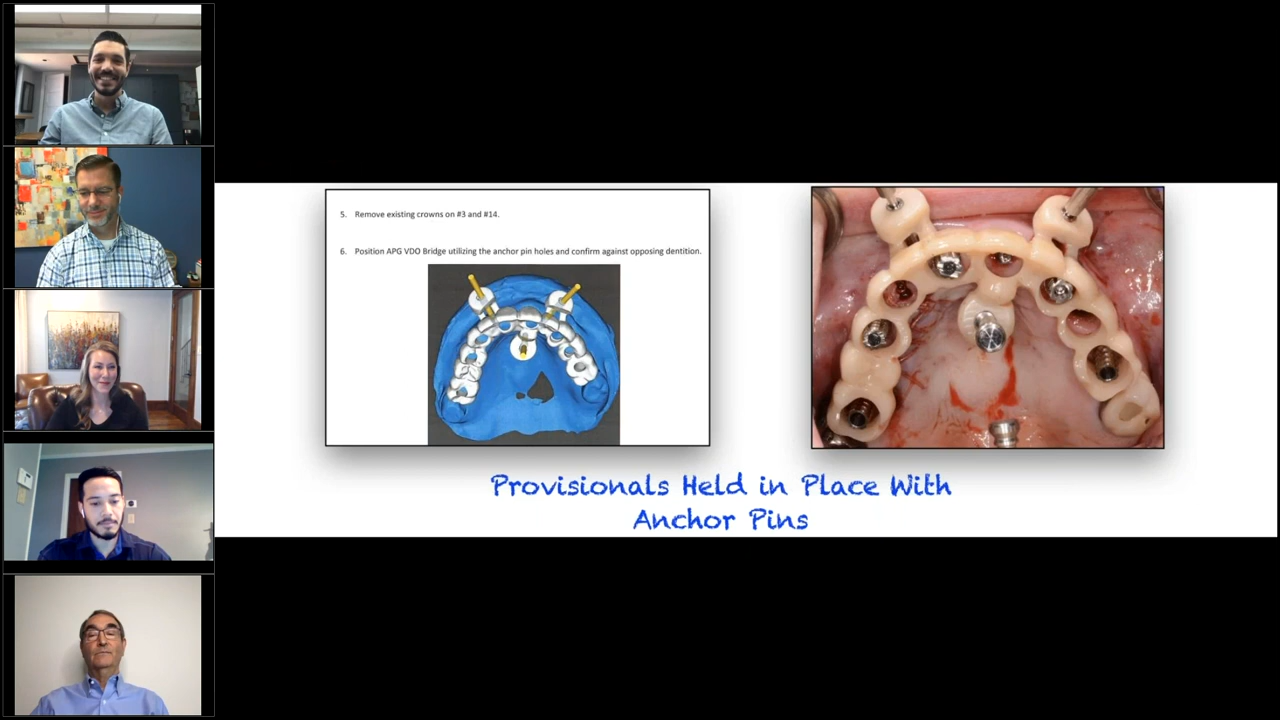 5. Remove existing crowns on #3 and #14.
6. Position APG VDO Bridge utilizing the anchor pin holes and confirm against opposing dentition.
Provisionals Held in Place With
Anchor Pins